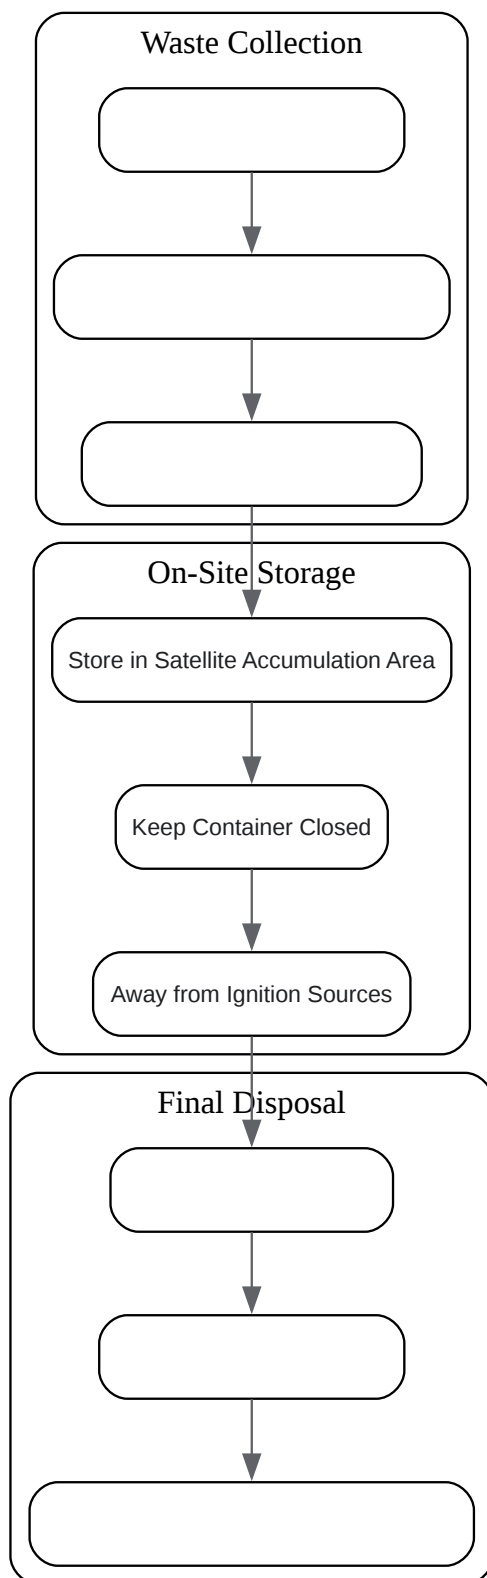 Waste Collection
On-Site Storage
Store in Satellite Accumulation Area
Keep Container Closed
Away from Ignition Sources
Final Disposal